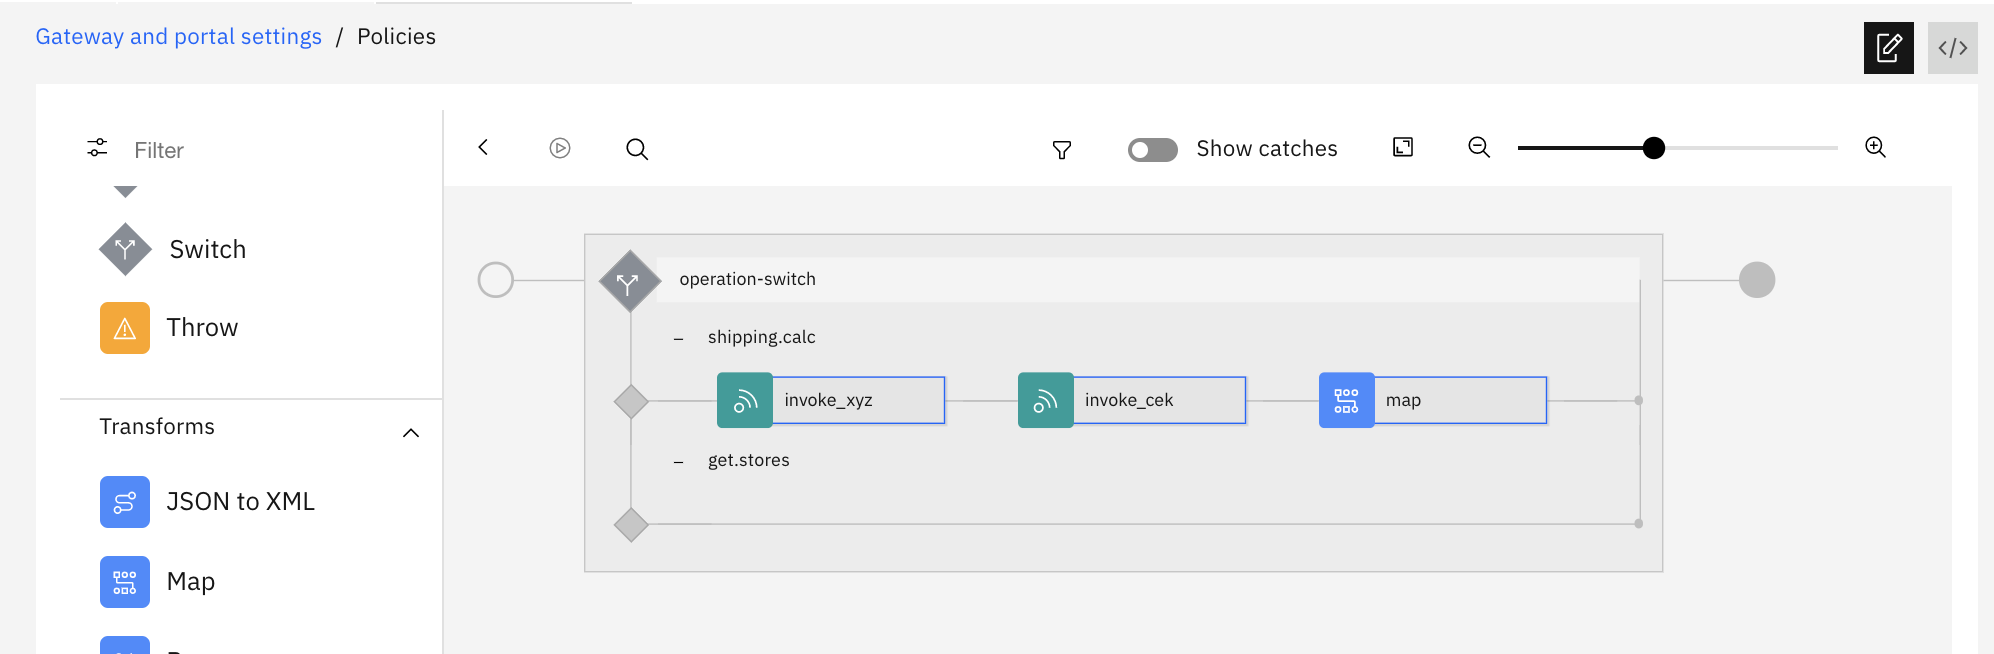 Gateway and portal settings / Policies
Filter
Show catches
Switch
Throw
Transforms
JSON to XML
Map
operation-switch
– shipping.calc
invoke_xyz
invoke_cek
map
– get.stores